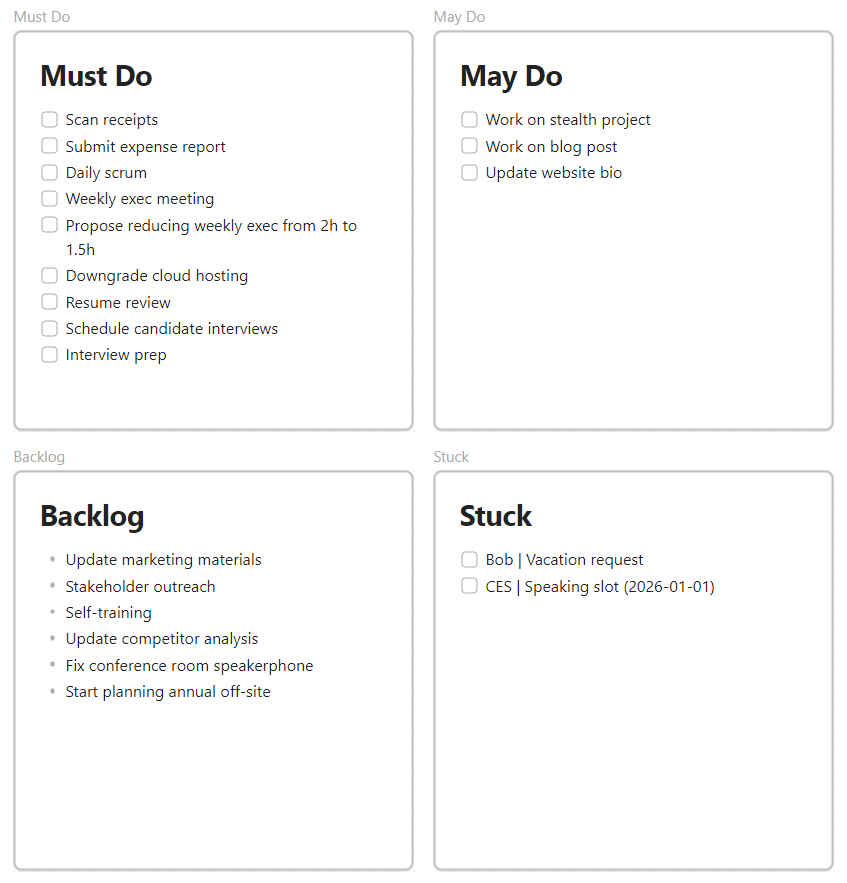 Must Do
Must Do
Scan receipts
Submit expense report
Daily scrum
Weekly exec meeting
Propose reducing weekly exec from 2h to
1.5h
Downgrade cloud hosting
Resume review
Schedule candidate interviews
Interview prep
May Do
May Do
Work on stealth project
Work on blog post
Update website bio
Backlog
Backlog
Update marketing materials
Stakeholder outreach
Self-training
Update competitor analysis
Fix conference room speakerphone
Start planning annual off-site
Stuck
Stuck
Bob | Vacation request
CES | Speaking slot (2026-01-01)